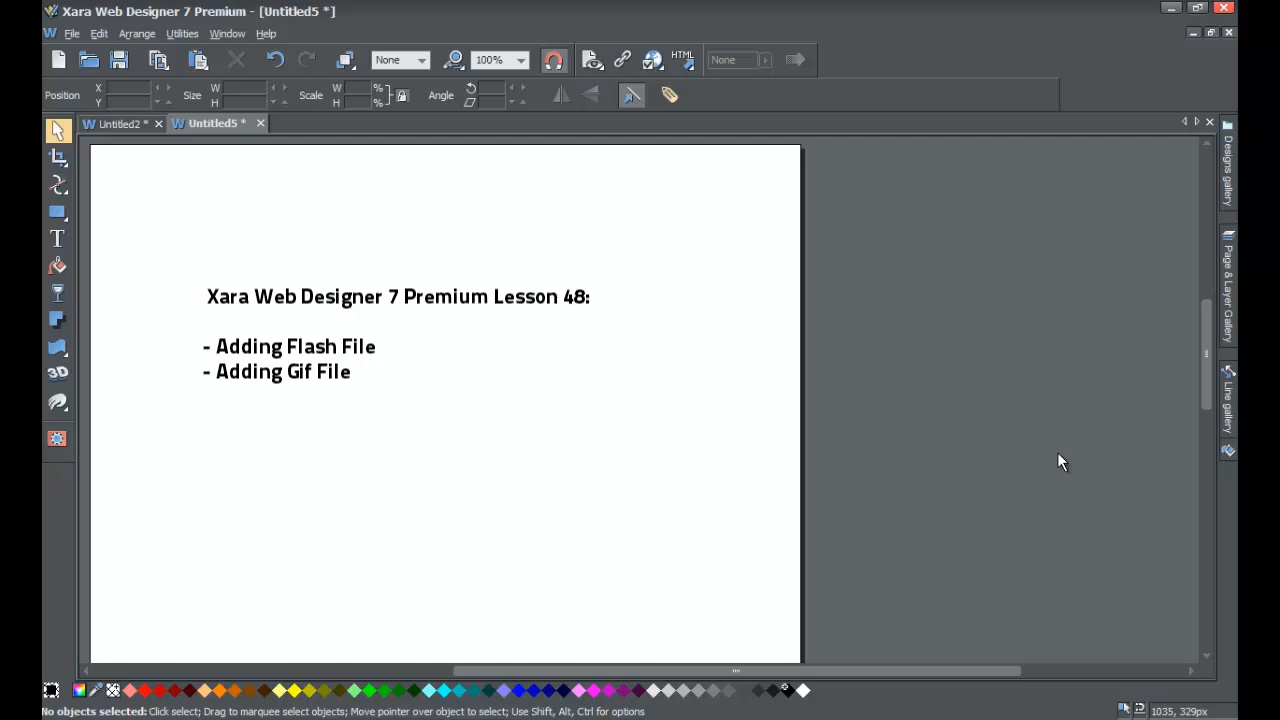 Xara Web Designer 7 Premium - [Untitled5 *]
File Edit Arrange Utilities Window Help
None 100% HTML None
Position X Y Size W H Scale W H % % Angle
Untitled2 * Untitled5 *
Xara Web Designer 7 Premium Lesson 48:
- Adding Flash File
- Adding Gif File
T
3D
Designs gallery
Page & Layer Gallery
Line gallery
No objects selected: Click select; Drag to marquee select objects; Move pointer over object to select; Use Shift, Alt, Ctrl for options
1035, 329px